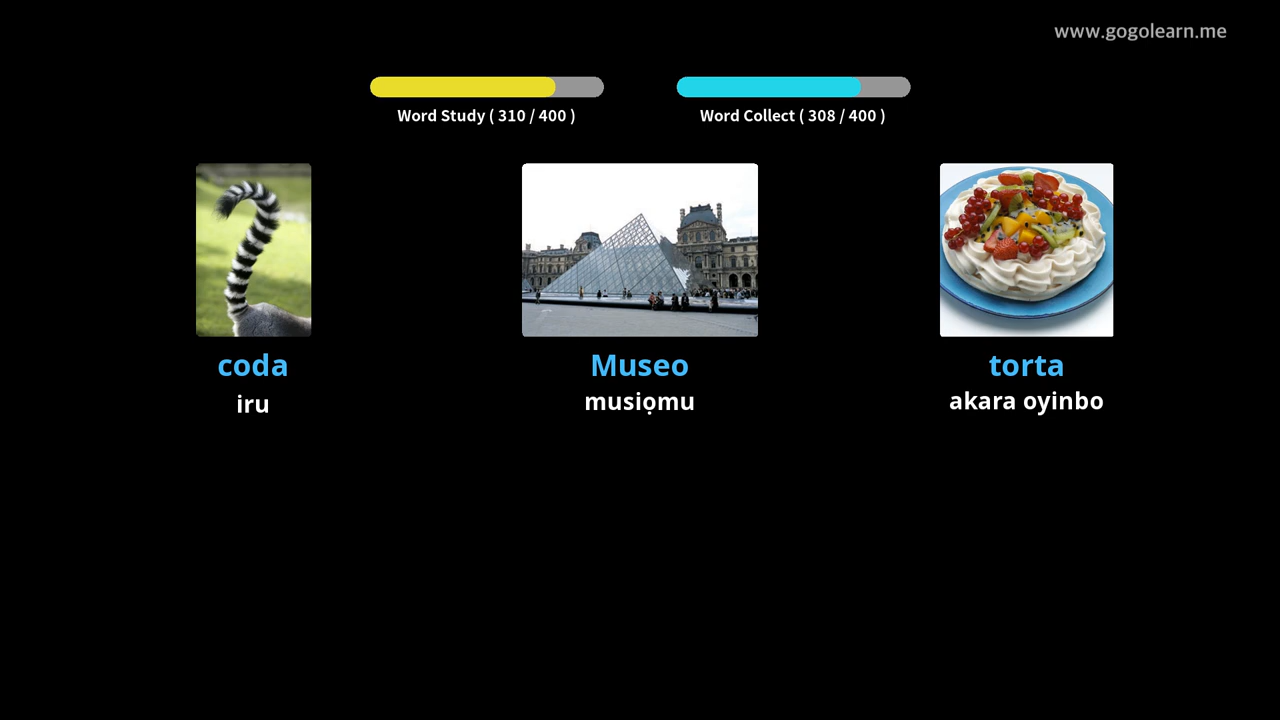 www.gogolearn.me
Word Study ( 310 / 400 )
Word Collect ( 308 / 400 )
coda
iru
Museo
musiọmu
torta
akara oyinbo